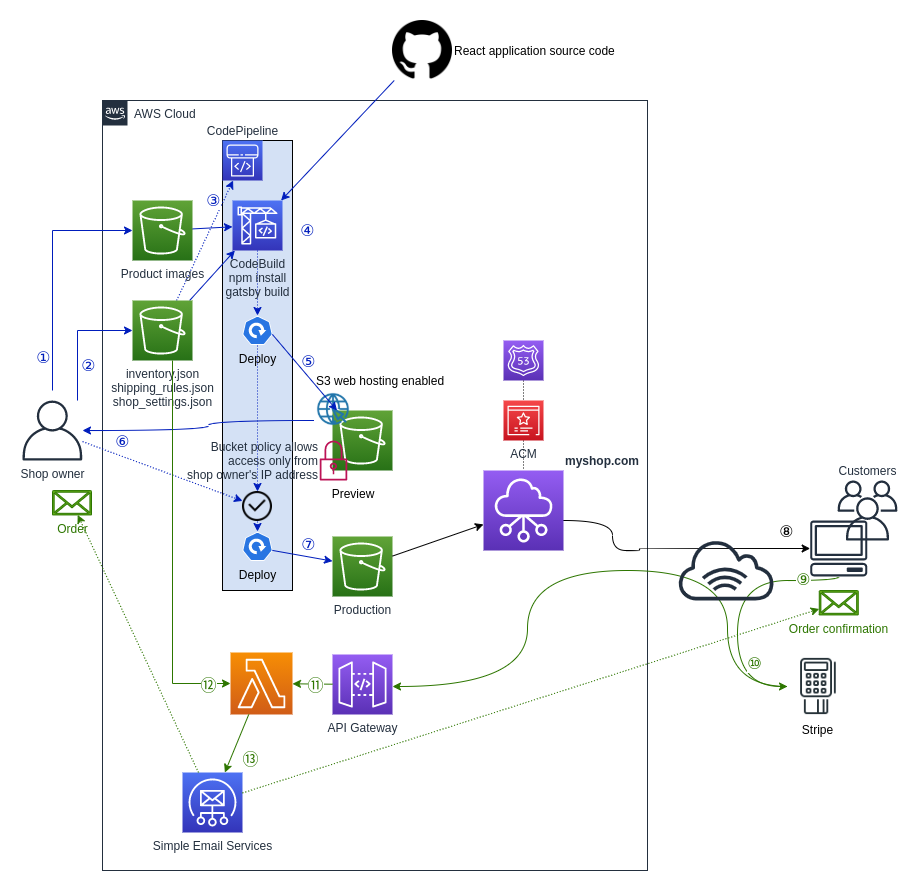 React application source code
aws
AWS Cloud
CodePipeline
</>
③
④
</>
Product images
CodeBuild
npm install
gatsby build
①
②
inventory.json
shipping_rules.json
shop_settings.json
Deploy
⑤
53
S3 web hosting enabled
ACM
myshop.com
⑥
Shop owner
Bucket policy allows
access only from
shop owner's IP address
Preview
Customers
Order
⑦
⑧
Deploy
Production
⑨
Order confirmation
⑩
⑫
⑪
</>
API Gateway
Stripe
⑬
Simple Email Services